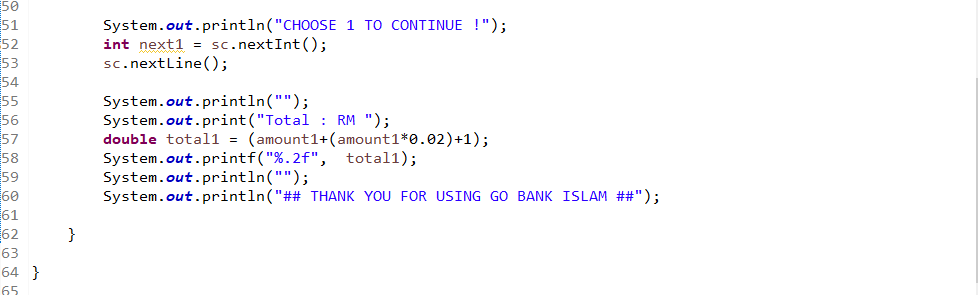 50
51 System.out.println("CHOOSE 1 TO CONTINUE !");
52 int next1 = sc.nextInt();
53 sc.nextLine();
54
55 System.out.println("");
56 System.out.print("Total : RM ");
57 double total1 = (amount1+(amount1*0.02)+1);
58 System.out.printf("%.2f",  total1);
59 System.out.println("");
60 System.out.println("## THANK YOU FOR USING GO BANK ISLAM ##");
61
62 }
63
64 }
65